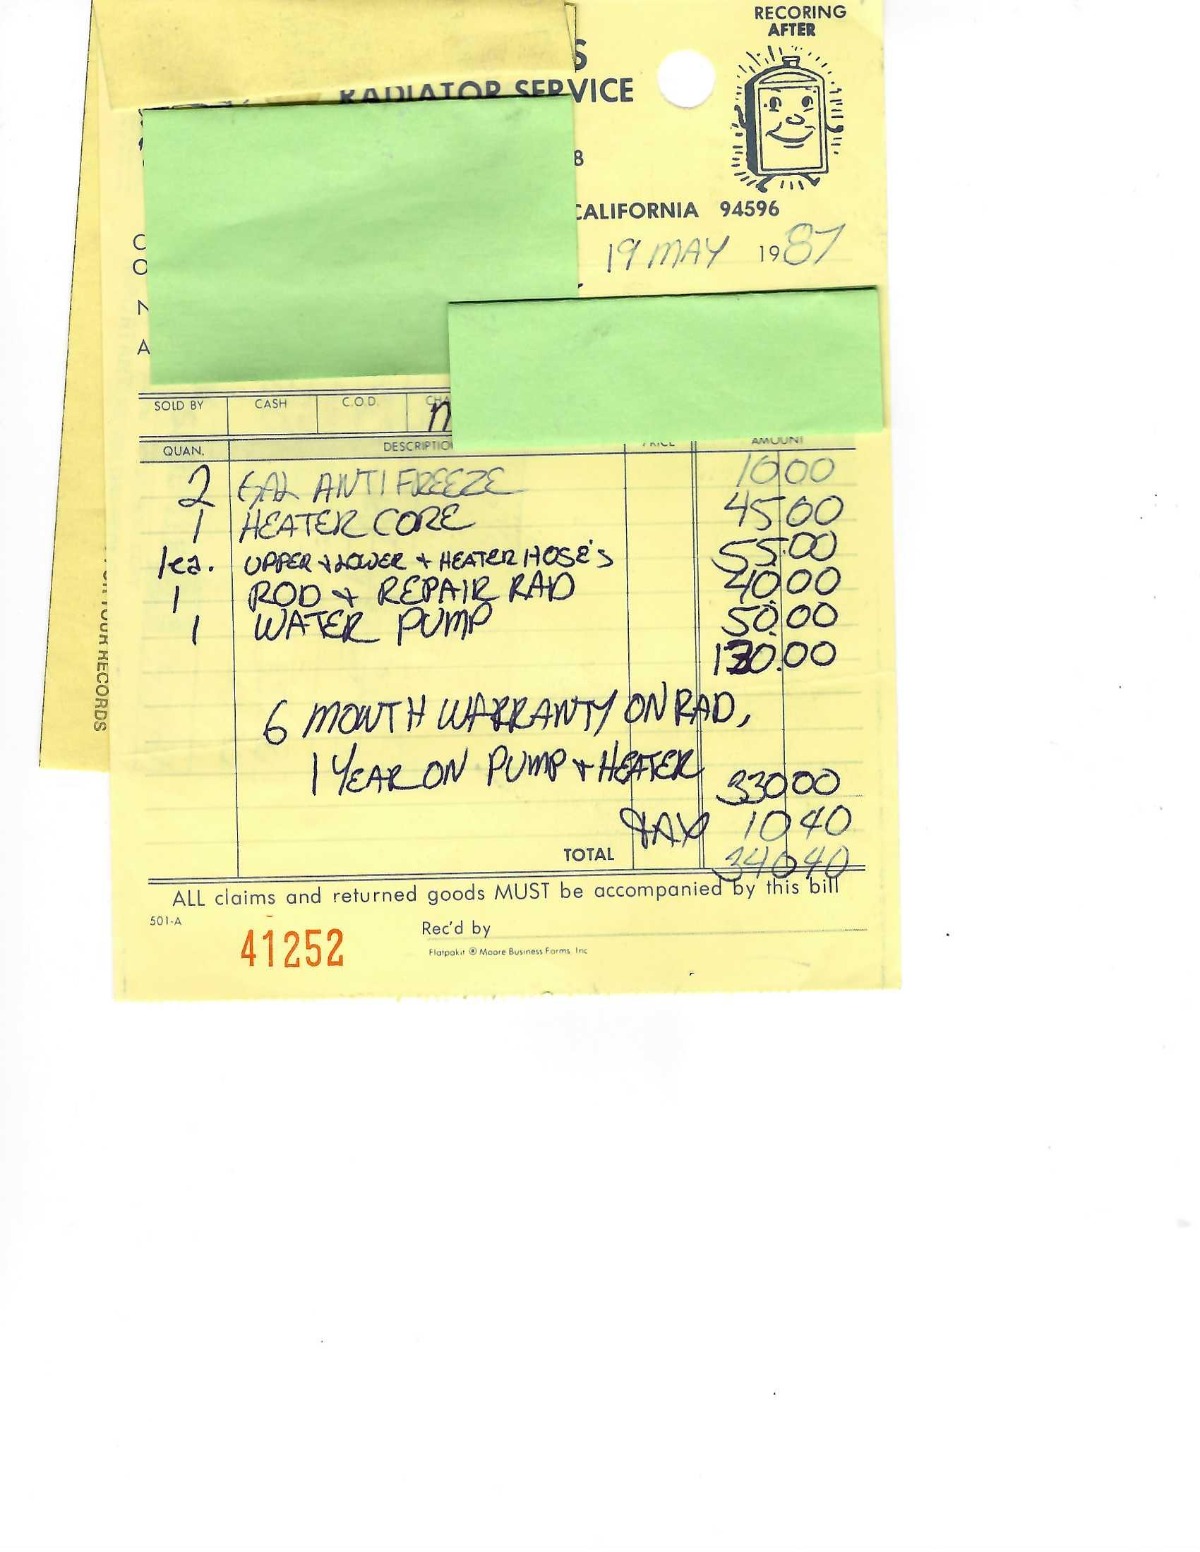 RECORING
AFTER
S
RADIATOR SERVICE
8
CALIFORNIA 94596
19 MAY 1987
C
O
N
A
SOLD BY CASH C.O.D.
QUAN. DESCRIPTIO PRICE AMOUNT
2 GAL ANTI FREEZE 10 00
1 HEATER CORE 45 00
1 ea. UPPER + LOWER + HEATER HOSE'S 55.00
1 ROD + REPAIR RAD 40 00
1 WATER PUMP 50.00
130.00
6 MONTH WARRANTY ON RAD,
1 YEAR ON PUMP + HEATER
330 00
TAX 10 40
TOTAL 340 40
ALL claims and returned goods MUST be accompanied by this bill
501-A
41252
Rec'd by
Flatpakit ® Moore Business Forms, Inc
YOUR RECORDS